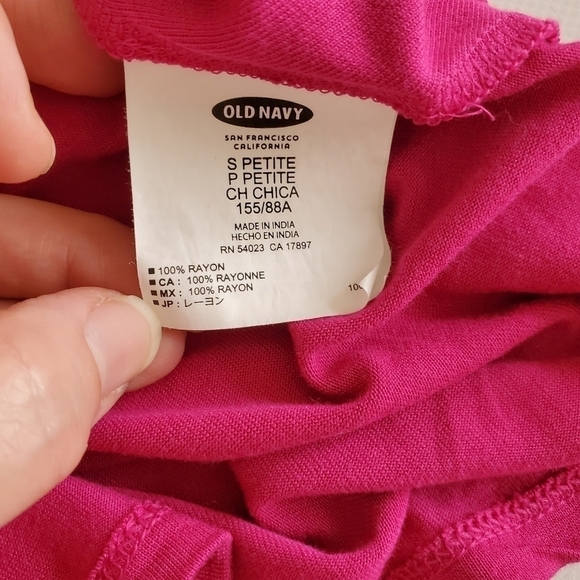 OLD NAVY
SAN FRANCISCO
CALIFORNIA
S PETITE
P PETITE
CH CHICA
155/88A
MADE IN INDIA
HECHO EN INDIA
RN 54023 CA 17897
■ 100% RAYON
■ CA : 100% RAYONNE
■ MX : 100% RAYON
■ JP : レーヨン